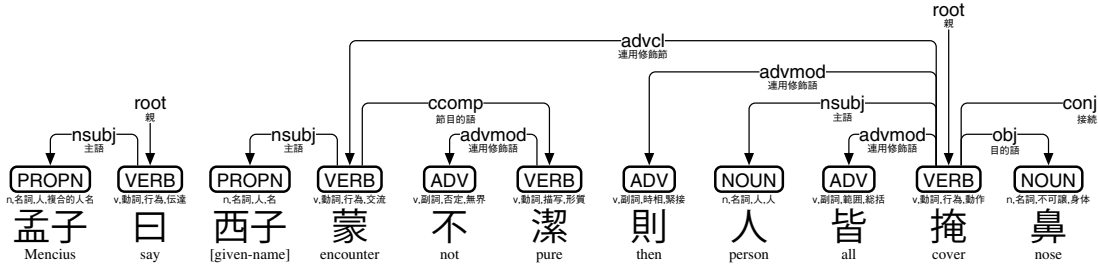 root
親
advcl
連用修飾節
advmod
連用修飾語
root
親
ccomp
節目的語
nsubj
主語
conj
接続
nsubj
主語
nsubj
主語
advmod
連用修飾語
advmod
連用修飾語
obj
目的語
PROPN VERB PROPN VERB ADV VERB ADV NOUN ADV VERB NOUN
n,名詞,人,複合的人名 v,動詞,行為,伝達 n,名詞,人,名 v,動詞,行為,交流 v,副詞,否定,無界 v,動詞,描写,形質 v,副詞,時相,緊接 n,名詞,人,人 v,副詞,範囲,総括 v,動詞,行為,動作 n,名詞,不可譲,身体
孟子 曰 西子 蒙 不 潔 則 人 皆 掩 鼻
Mencius say [given-name] encounter not pure then person all cover nose